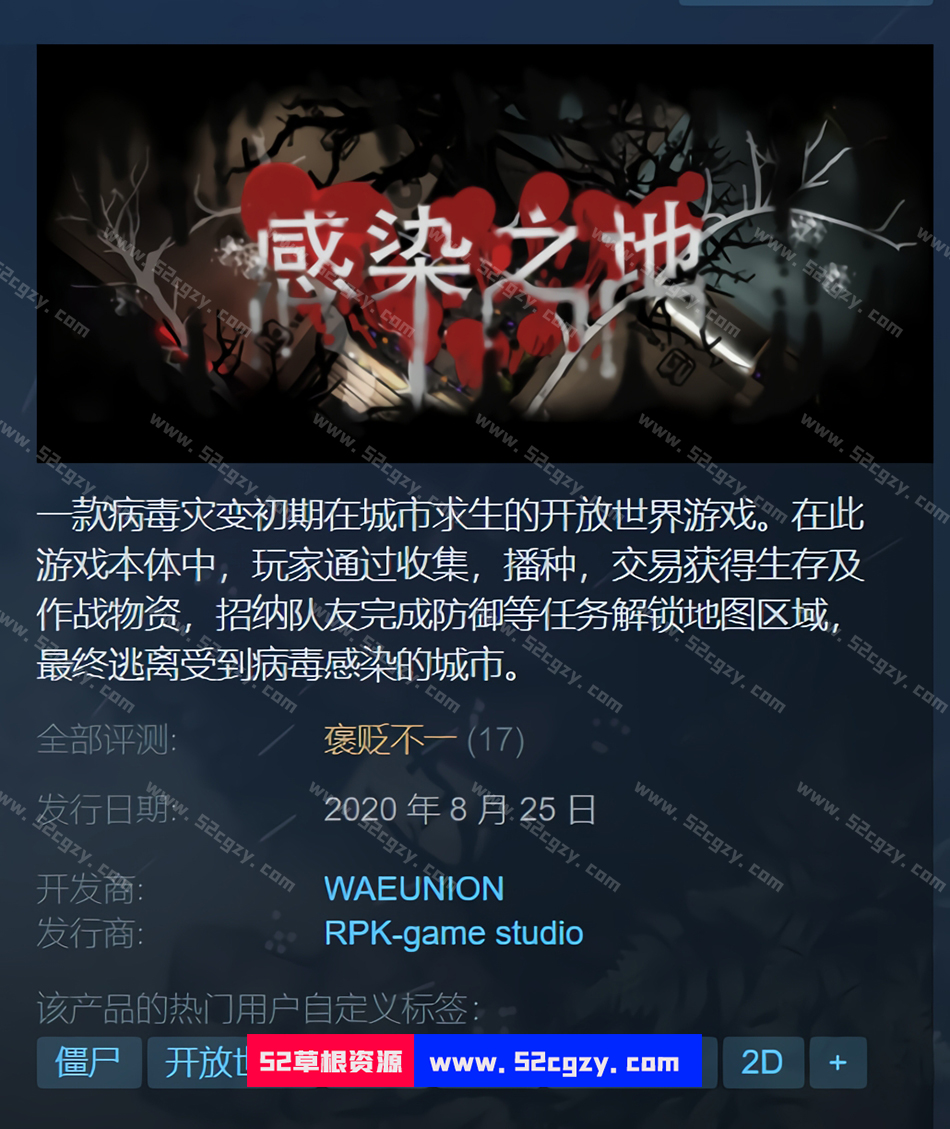 感染之地
一款病毒灾变初期在城市求生的开放世界游戏。在此
游戏本体中，玩家通过收集，播种，交易获得生存及
作战物资，招纳队友完成防御等任务解锁地图区域，
最终逃离受到病毒感染的城市。
全部评测: 褒贬不一 (17)
发行日期: 2020 年 8 月 25 日
开发商: WAEUNION
发行商: RPK-game studio
该产品的热门用户自定义标签:
僵尸 开放 52草根资源 www.52cgzy.com 2D +